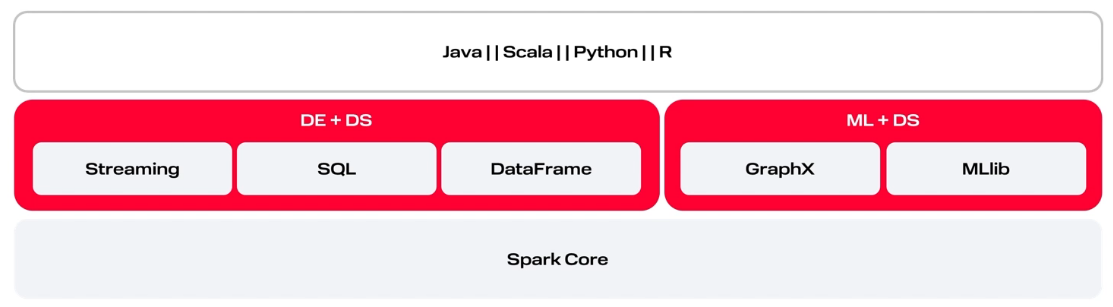 Java || Scala || Python || R
DE + DS
ML + DS
Streaming
SQL
DataFrame
GraphX
MLlib
Spark Core